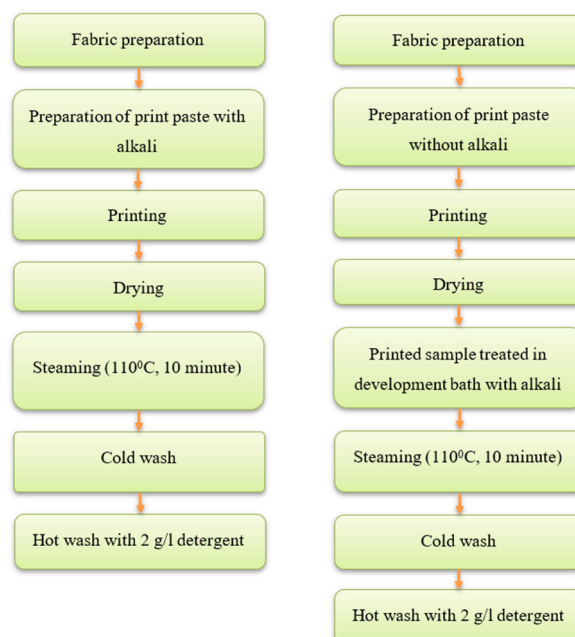 Fabric preparation
Preparation of print paste with
alkali
Printing
Drying
Steaming (110⁰C, 10 minute)
Cold wash
Hot wash with 2 g/l detergent
Fabric preparation
Preparation of print paste
without alkali
Printing
Drying
Printed sample treated in
development bath with alkali
Steaming (110⁰C, 10 minute)
Cold wash
Hot wash with 2 g/l detergent